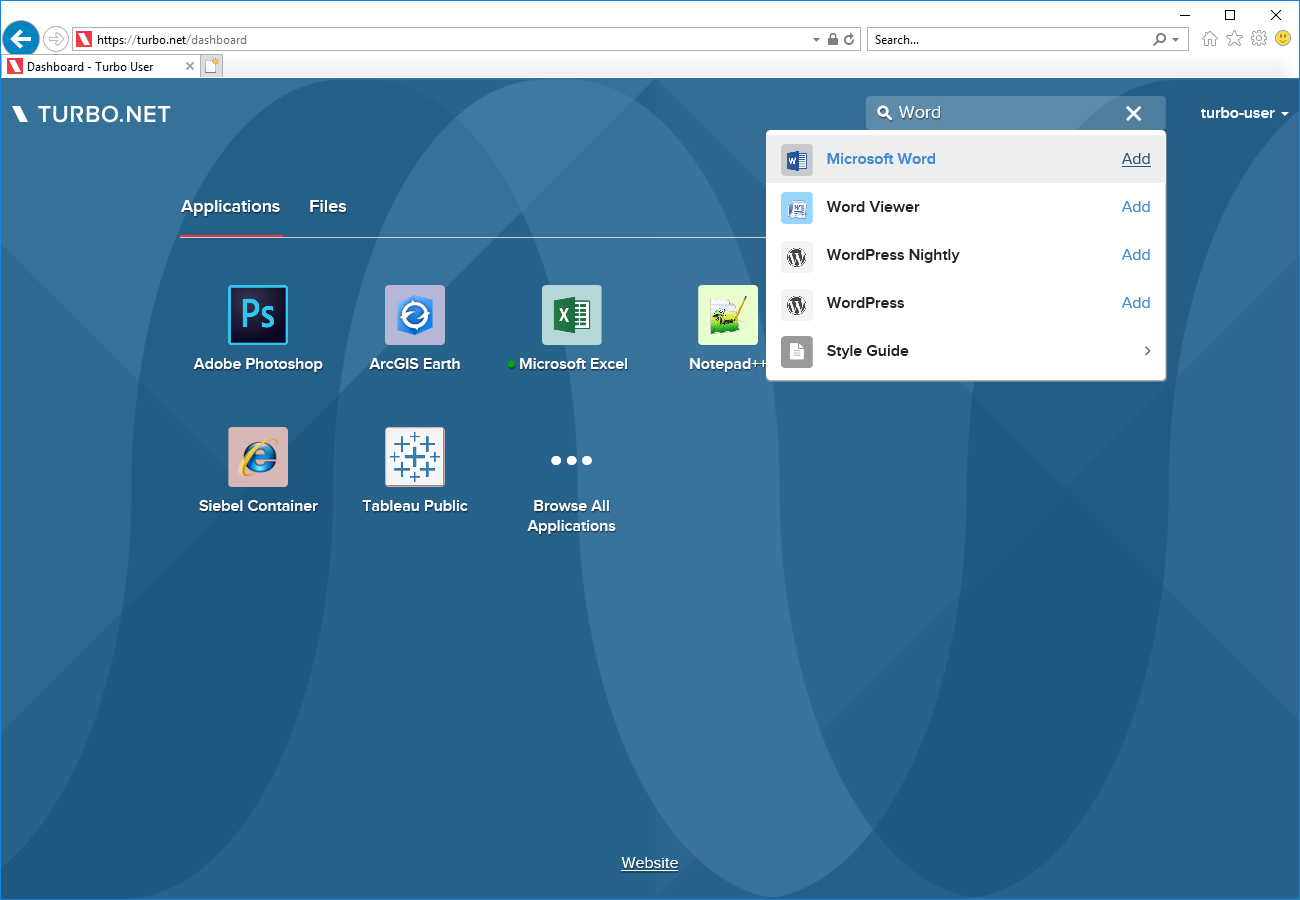 https://turbo.net/dashboard
Search...
Dashboard - Turbo User
TURBO.NET
Word
turbo-user
Microsoft Word
Add
Word Viewer
Add
WordPress Nightly
Add
WordPress
Add
Style Guide
Applications
Files
Ps
Adobe Photoshop
ArcGIS Earth
Microsoft Excel
Notepad++
Siebel Container
Tableau Public
Browse All
Applications
Website